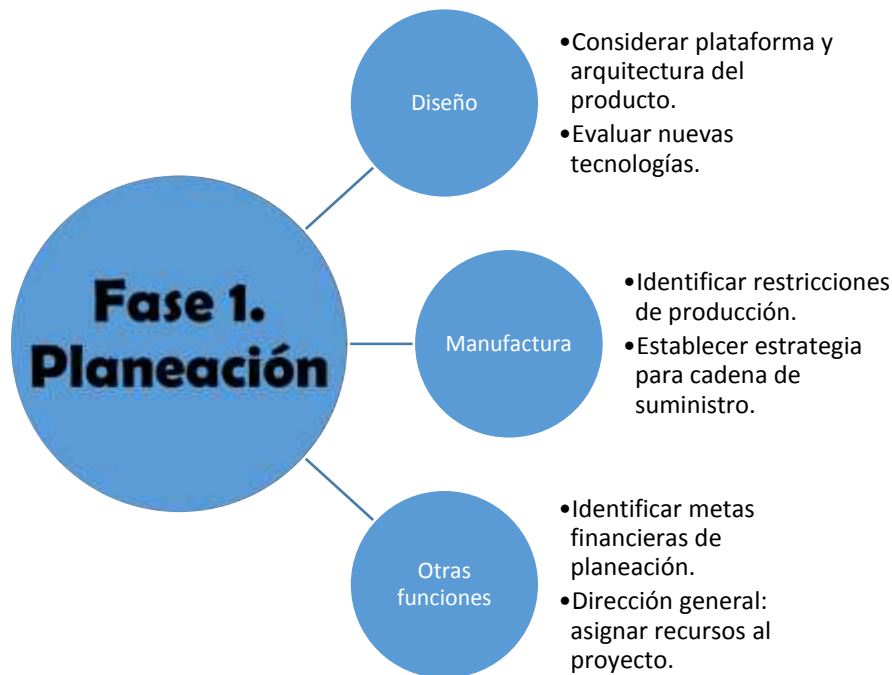 Fase 1.
Planeación
Diseño
•Considerar plataforma y
arquitectura del
producto.
•Evaluar nuevas
tecnologías.
Manufactura
•Identificar restricciones
de producción.
•Establecer estrategia
para cadena de
suministro.
Otras
funciones
•Identificar metas
financieras de
planeación.
•Dirección general:
asignar recursos al
proyecto.